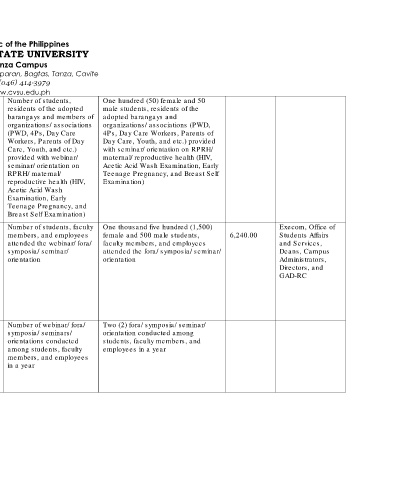 c of the Philippines
TATE UNIVERSITY
nza Campus
paran, Bagtas, Tanza, Cavite
(046) 414-3979
w.cvsu.edu.ph
Number of students,
residents of the adopted
barangays and members of
organizations/ associations
(PWD, 4Ps, Day Care
Workers, Parents of Day
Care, Youth, and etc.)
provided with webinar/
seminar/ orientation on
RPRH/ maternal/
reproductive health (HIV,
Acetic Acid Wash
Examination, Early
Teenage Pregnancy, and
Breast Self Examination)
One hundred (50) female and 50
male students, residents of the
adopted barangays and
organizations/ associations (PWD,
4Ps, Day Care Workers, Parents of
Day Care, Youth, and etc.) provided
with seminar/ orientation on RPRH/
maternal/ reproductive health (HIV,
Acetic Acid Wash Examination, Early
Teenage Pregnancy, and Breast Self
Examination)
Number of students, faculty
members, and employees
attended the webinar/ fora/
symposia/ seminar/
orientation
One thousand five hundred (1,500)
female and 500 male students,
faculty members, and employees
attended the fora/ symposia/ seminar/
orientation
6,240.00
Execom, Office of
Students Affairs
and Services,
Deans, Campus
Administrators,
Directors, and
GAD-RC
Number of webinar/ fora/
symposia/ seminars/
orientations conducted
among students, faculty
members, and employees
in a year
Two (2) fora/ symposia/ seminar/
orientation conducted among
students, faculty members, and
employees in a year